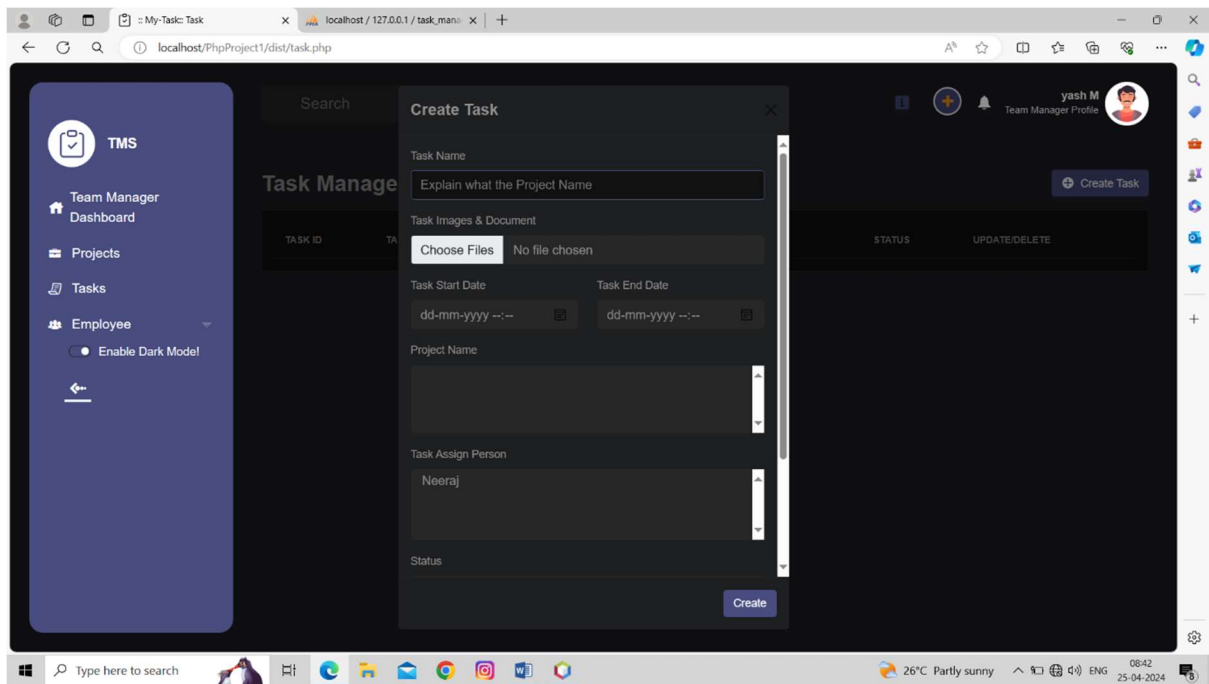 :: My-Task:: Task
localhost / 127.0.0.1 / task_mana
localhost/PhpProject1/dist/task.php
TMS
Team Manager
Dashboard
Projects
Tasks
Employee
Enable Dark Mode!
Search
yash M
Team Manager Profile
Task Manage
Create Task
TASK ID
TA
STATUS
UPDATE/DELETE
Create Task
Task Name
Explain what the Project Name
Task Images & Document
Choose Files No file chosen
Task Start Date Task End Date
dd-mm-yyyy --:-- dd-mm-yyyy --:--
Project Name
Task Assign Person
Neeraj
Status
Create
Type here to search
26°C Partly sunny
ENG
08:42
25-04-2024
8